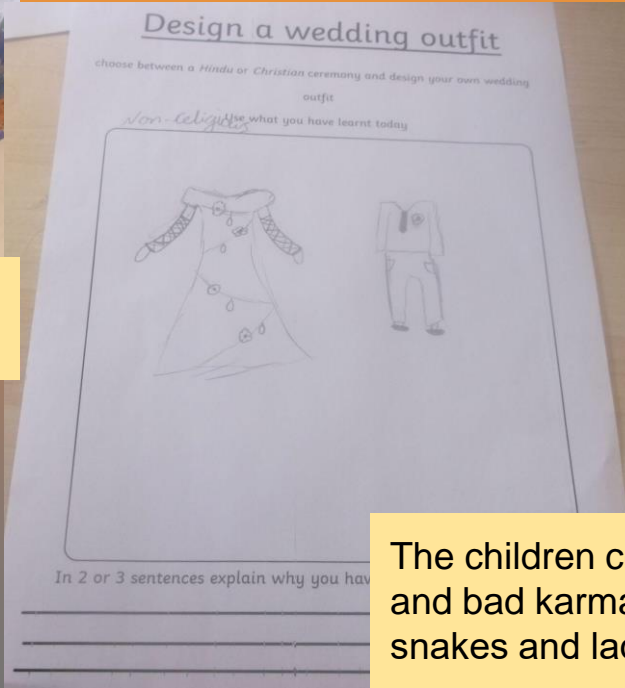 Design a wedding outfit
choose between a Hindu or Christian ceremony and design your own wedding
outfit
Non-
what you have learnt today
In 2 or 3 sentences explain why you hav
The children c
and bad karma
snakes and lad